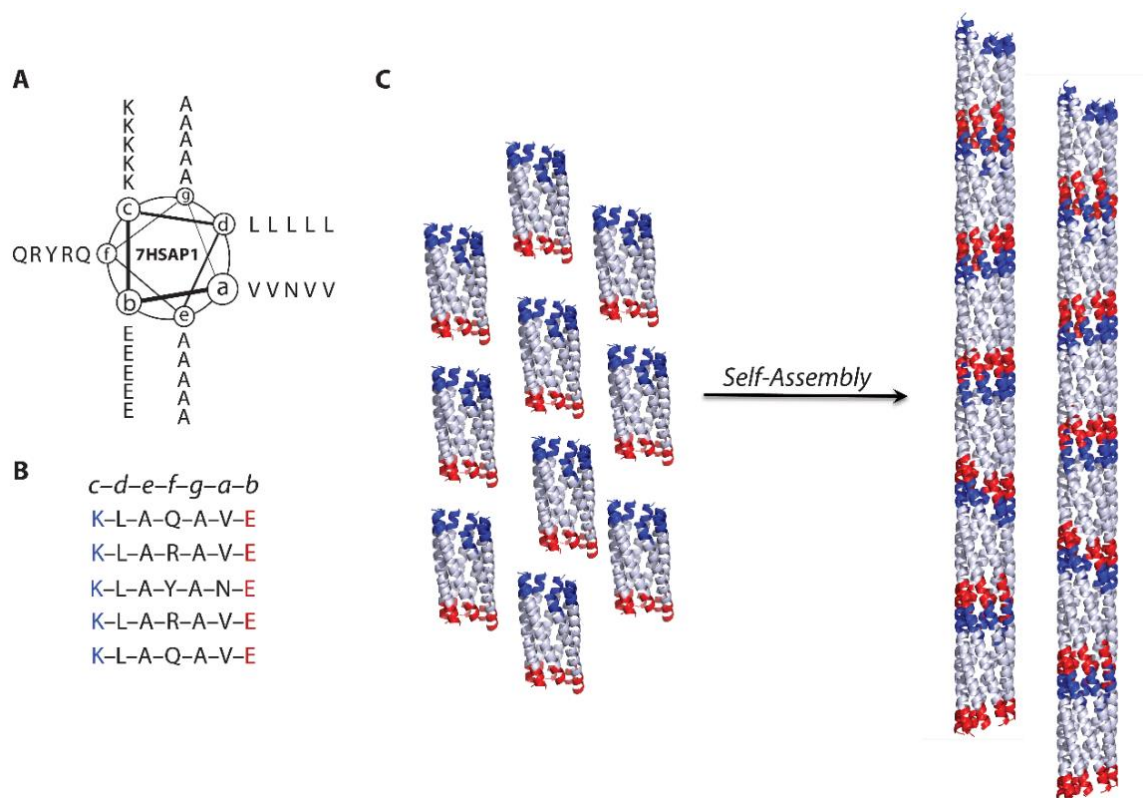 A
K
K
K
K
K
A
A
A
A
A
c
g
d
L L L L L
QRYRQ
f
7HSAP1
b
a
V V N V V
e
E
E
E
E
E
A
A
A
A
A
B
c–d–e–f–g–a–b
K–L–A–Q–A–V–E
K–L–A–R–A–V–E
K–L–A–Y–A–N–E
K–L–A–R–A–V–E
K–L–A–Q–A–V–E
C
Self-Assembly